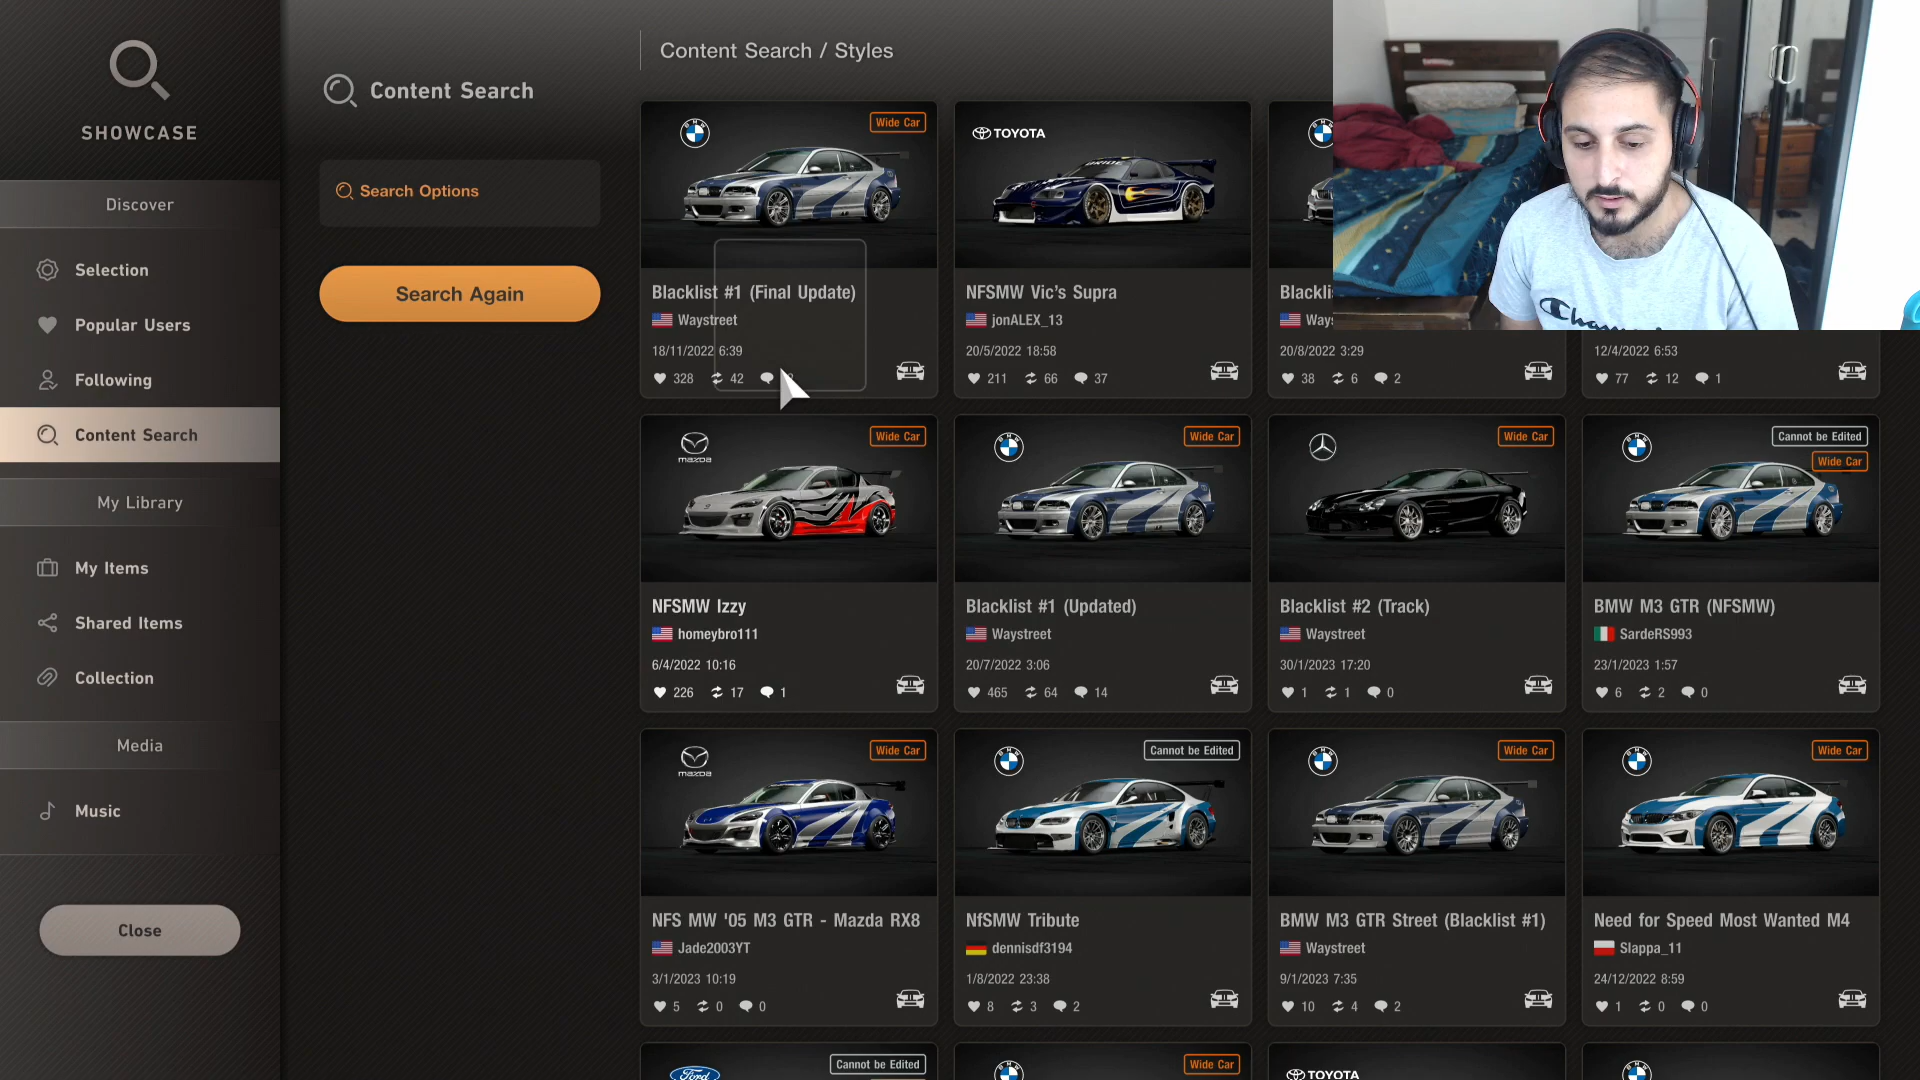 SHOWCASE
Discover
Selection
Popular Users
Following
Content Search
My Library
My Items
Shared Items
Collection
Media
Music
Close
Content Search
Search Options
Search Again
Content Search / Styles
Wide Car
Blacklist #1 (Final Update)
Waystreet
18/11/2022 6:39
328 42
TOYOTA
BRIDE
NFSMW Vic's Supra
jonALEX_13
20/5/2022 18:58
211 66 37
20/8/2022 3:29
38 6 2
12/4/2022 6:53
77 12 1
mazda
Wide Car
NFSMW Izzy
homeybro111
6/4/2022 10:16
226 17 1
Wide Car
Blacklist #1 (Updated)
Waystreet
20/7/2022 3:06
465 64 14
Wide Car
Blacklist #2 (Track)
Waystreet
30/1/2023 17:20
1 1 0
Cannot be Edited
Wide Car
BMW M3 GTR (NFSMW)
SardeRS993
23/1/2023 1:57
6 2 0
mazda
Wide Car
NFS MW '05 M3 GTR - Mazda RX8
Jade2003YT
3/1/2023 10:19
5 0 0
Cannot be Edited
NfSMW Tribute
dennisdf3194
1/8/2022 23:38
8 3 2
Wide Car
BMW M3 GTR Street (Blacklist #1)
Waystreet
9/1/2023 7:35
10 4 2
Wide Car
Need for Speed Most Wanted M4
Slappa_11
24/12/2022 8:59
1 0 0
Ford
Cannot be Edited
Wide Car
TOYOTA